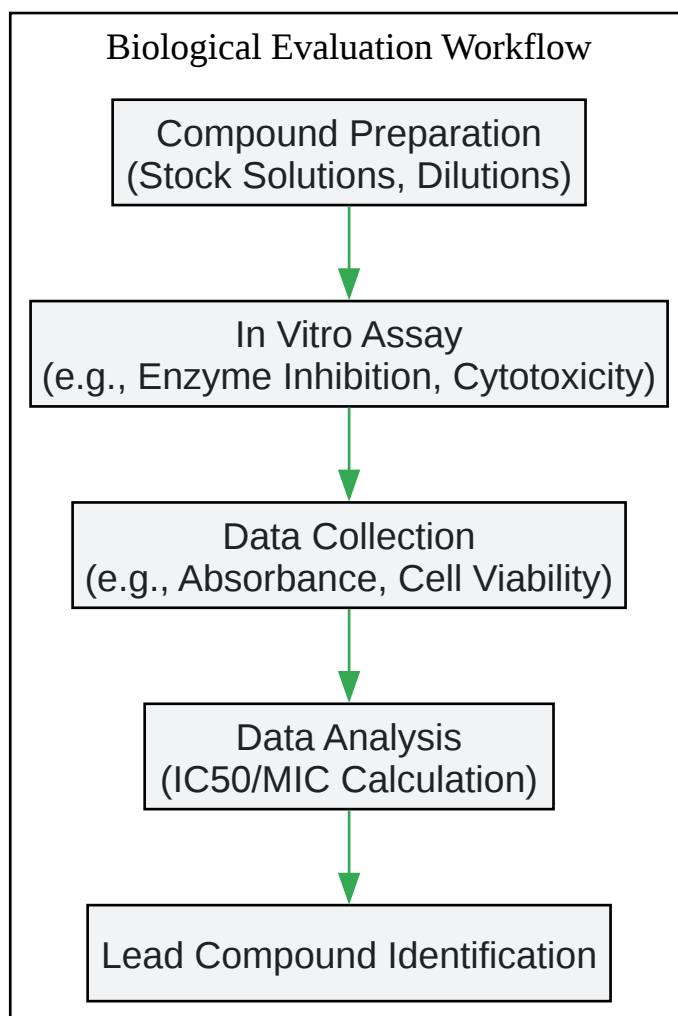 Biological Evaluation Workflow
Compound Preparation
(Stock Solutions, Dilutions)
In Vitro Assay
(e.g., Enzyme Inhibition, Cytotoxicity)
Data Collection
(e.g., Absorbance, Cell Viability)
Data Analysis
(IC50/MIC Calculation)
Lead Compound Identification